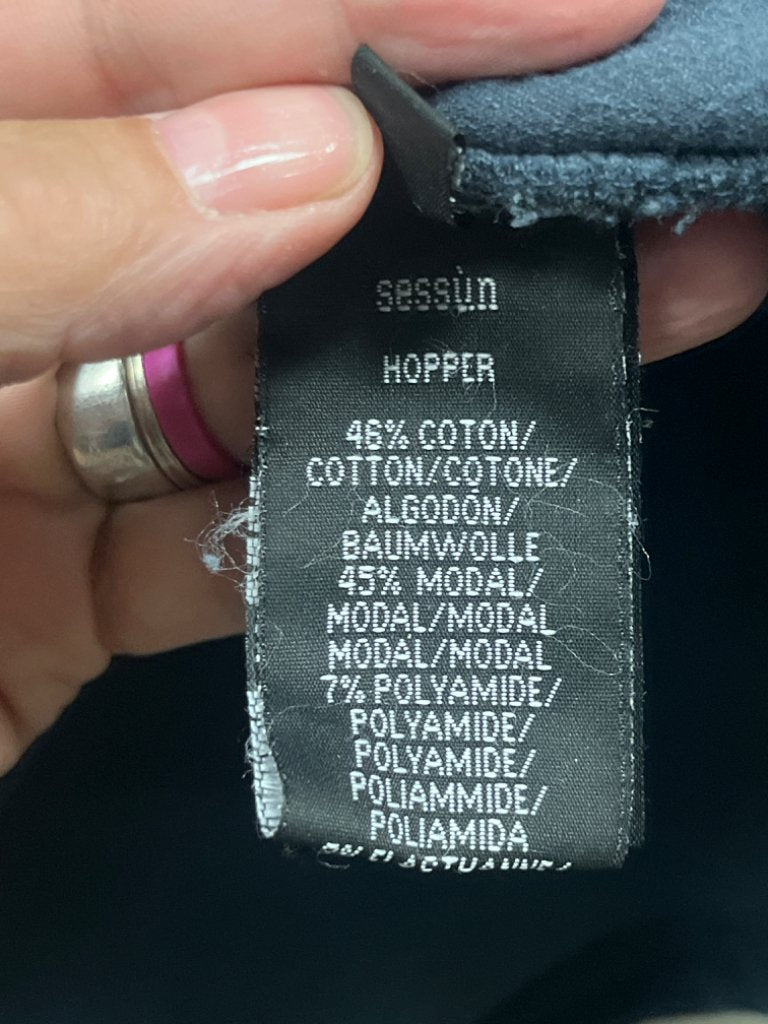 sessùn
HOPPER
46% COTON/
COTTON/COTONE/
ALGODÓN/
BAUMWOLLE
45% MODAL/
MODAL/MODAL
MODAL/MODAL
7% POLYAMIDE/
POLYAMIDE/
POLYAMIDE/
POLIAMMIDE/
POLIAMIDA